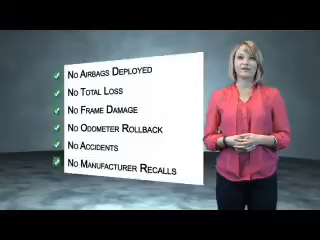 No Airbags Deployed
No Total Loss
No Frame Damage
No Odometer Rollback
No Accidents
No Manufacturer Recalls